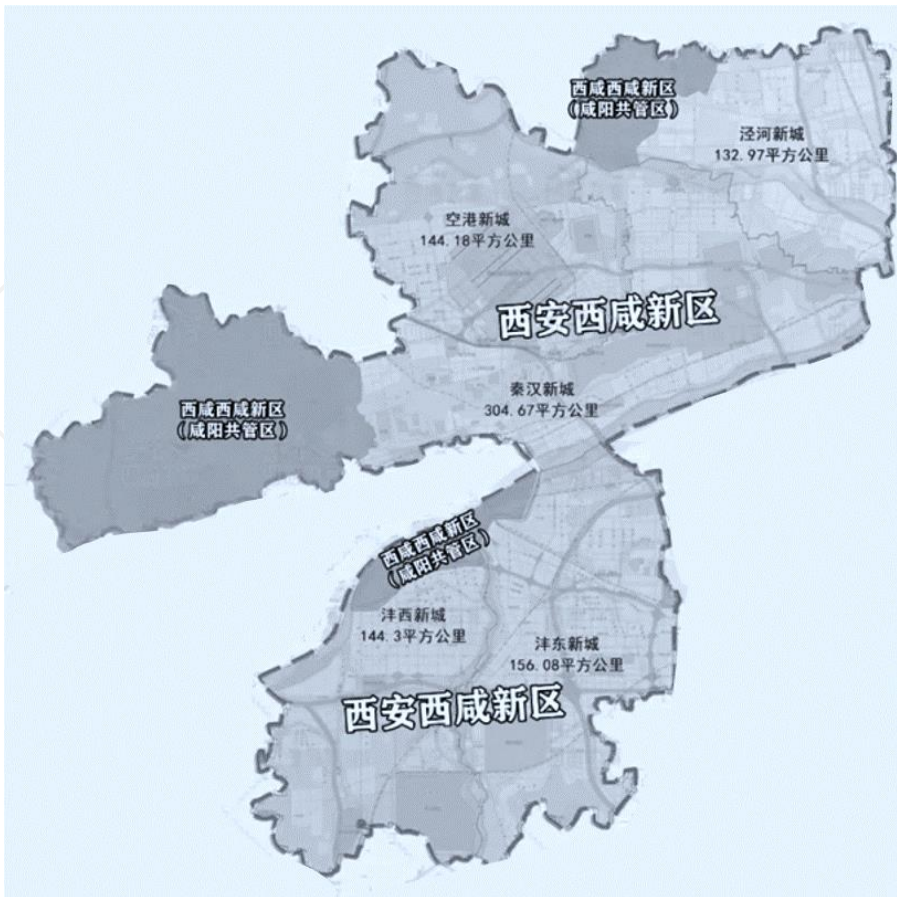 西咸西咸新区
（咸阳共管区）
泾河新城
132.97平方公里
空港新城
144.18平方公里
西安西咸新区
秦汉新城
304.67平方公里
西咸西咸新区
（咸阳共管区）
西咸西咸新区
（咸阳共管区）
沣西新城
144.3平方公里
沣东新城
156.08平方公里
西安西咸新区